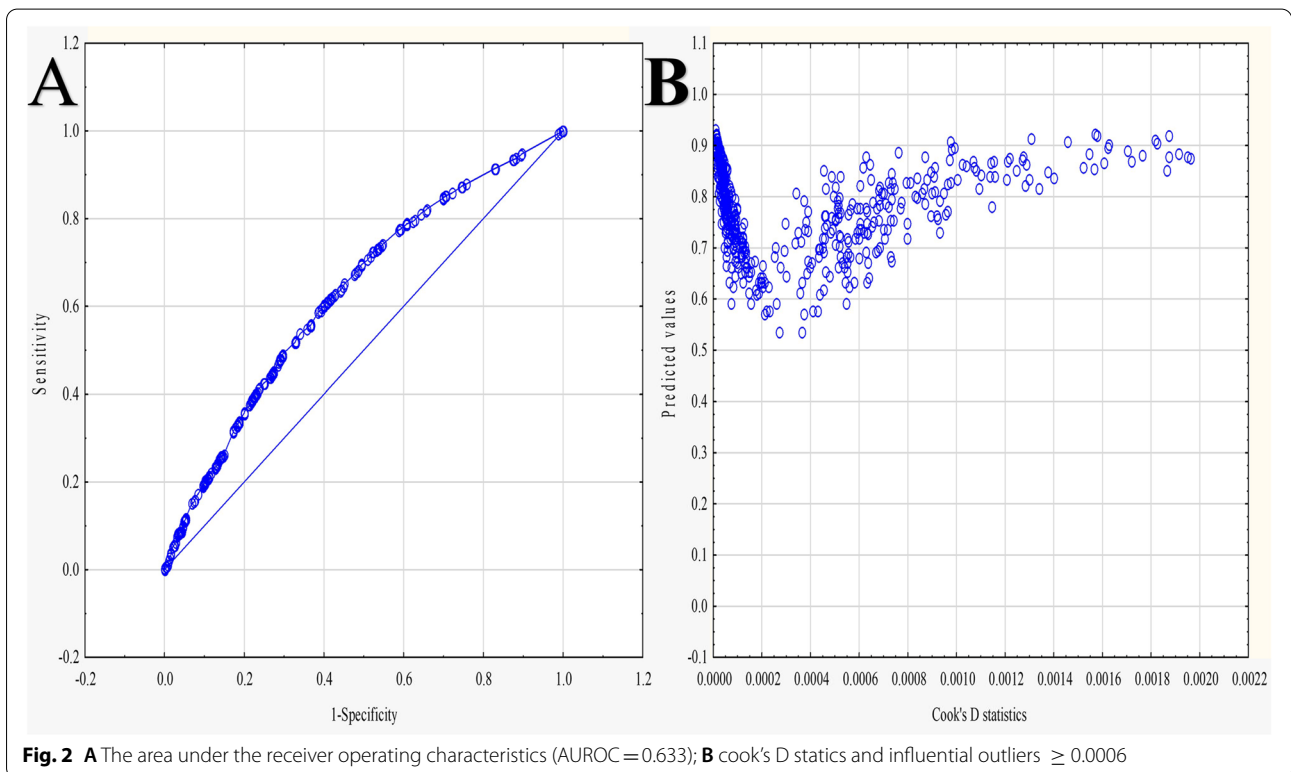 A
1.2
1.0
0.8
0.6
0.4
0.2
0.0
-0.2
Sensitivity
-0.2 0.0 0.2 0.4 0.6 0.8 1.0 1.2
1-Specificity
B
1.1
1.0
0.9
0.8
0.7
0.6
0.5
0.4
0.3
0.2
0.1
0.0
-0.1
Predicted values
0.0000 0.0002 0.0004 0.0006 0.0008 0.0010 0.0012 0.0014 0.0016 0.0018 0.0020 0.0022
Cook's D statistics
Fig. 2 A The area under the receiver operating characteristics (AUROC = 0.633); B cook's D statics and influential outliers ≥ 0.0006